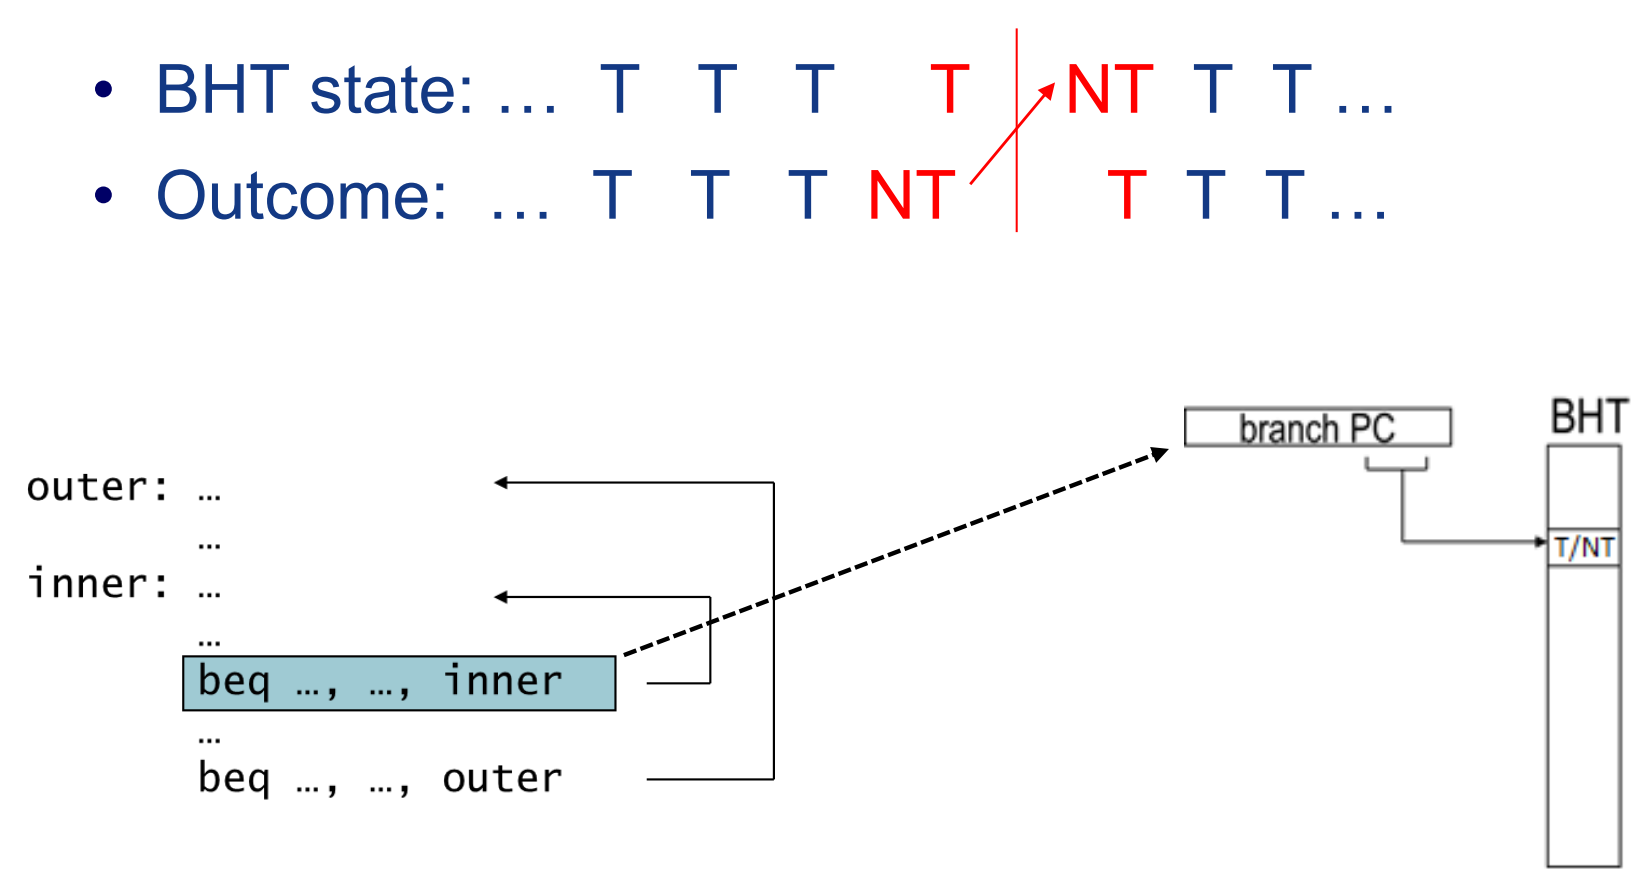 • BHT state: … T T T T NT T T …
• Outcome: … T T T NT T T T …
branch PC
BHT
T/NT
outer: …
…
inner: …
…
beq …, …, inner
…
beq …, …, outer